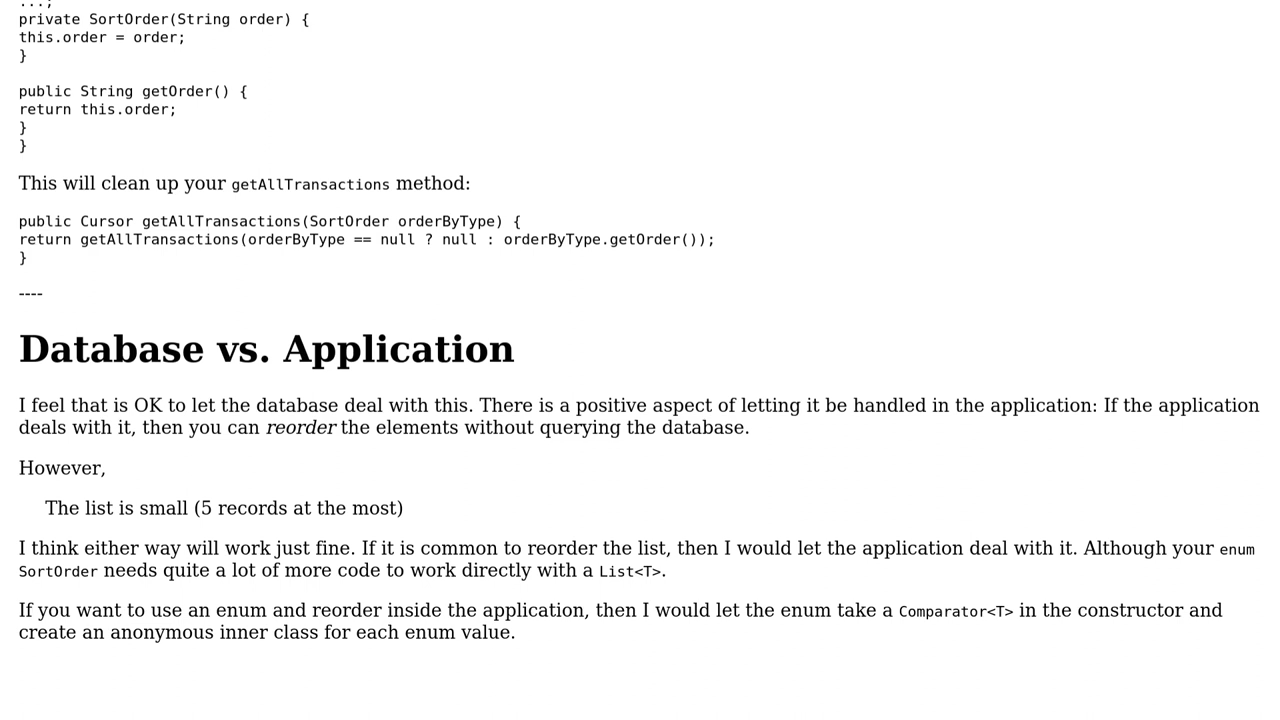 ...;
private SortOrder(String order) {
this.order = order;
}
public String getOrder() {
return this.order;
}
}
This will clean up your getAllTransactions method:
public Cursor getAllTransactions(SortOrder orderByType) {
return getAllTransactions(orderByType == null ? null : orderByType.getOrder());
}
----
Database vs. Application
I feel that is OK to let the database deal with this. There is a positive aspect of letting it be handled in the application: If the application
deals with it, then you can reorder the elements without querying the database.
However,
The list is small (5 records at the most)
I think either way will work just fine. If it is common to reorder the list, then I would let the application deal with it. Although your enum
SortOrder needs quite a lot of more code to work directly with a List<T>.
If you want to use an enum and reorder inside the application, then I would let the enum take a Comparator<T> in the constructor and
create an anonymous inner class for each enum value.